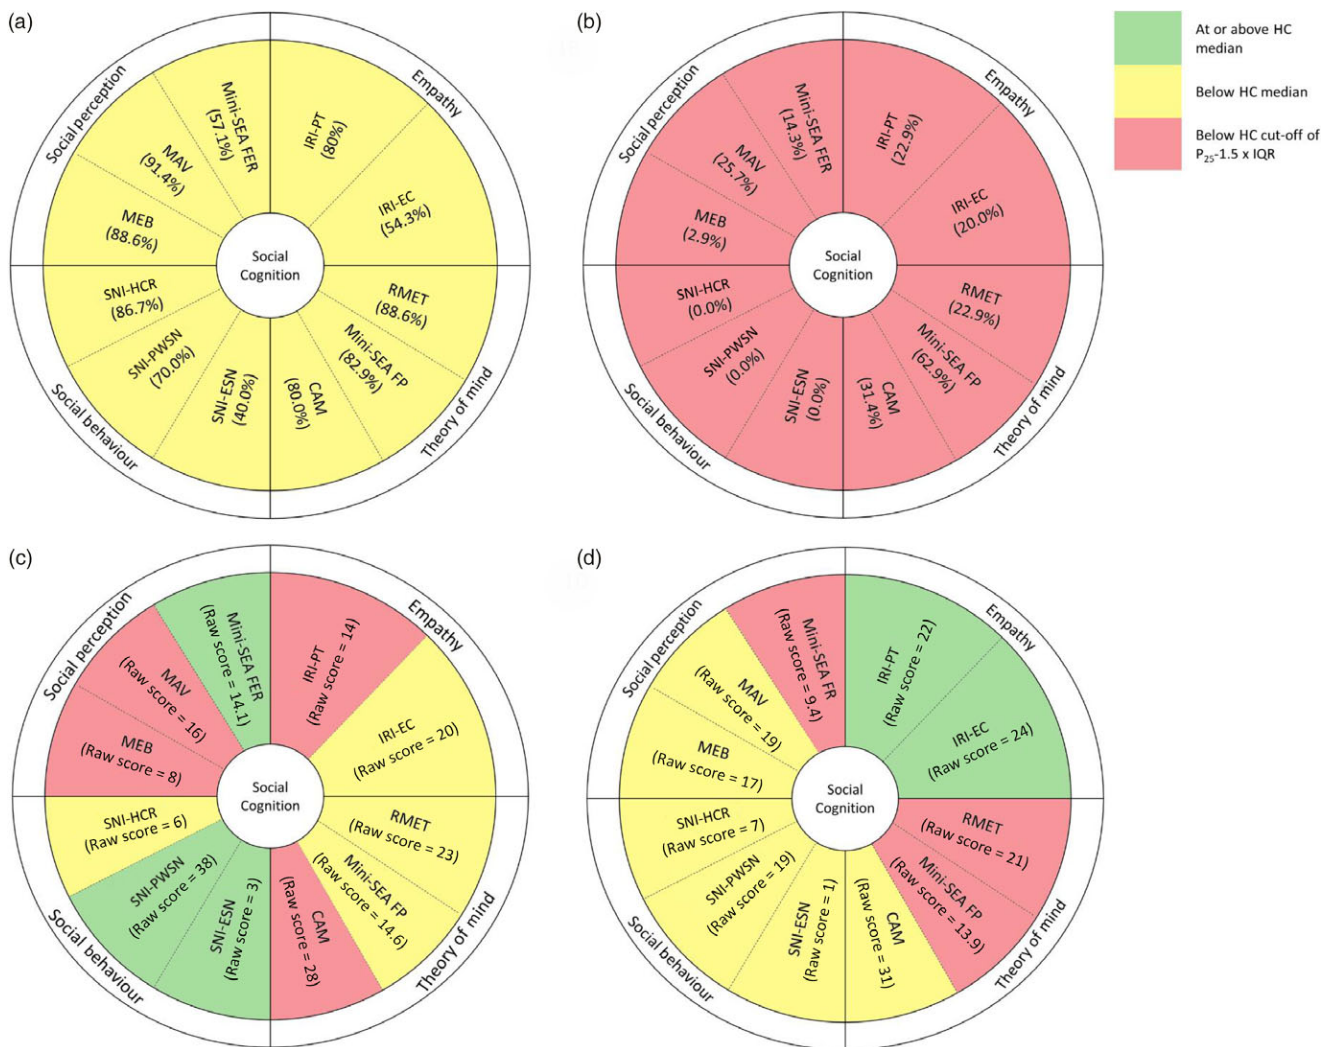 (a)
Social perception
Empathy
Theory of mind
Social behaviour
Mini-SEA FER
(57.1%)
IRI-PT
(80%)
MAV
(91.4%)
IRI-EC
(54.3%)
MEB
(88.6%)
Social
Cognition
SNI-HCR
(86.7%)
RMET
(88.6%)
SNI-PWSN
(70.0%)
Mini-SEA FP
(82.9%)
SNI-ESN
(40.0%)
CAM
(80.0%)
(b)
Social perception
Empathy
Theory of mind
Social behaviour
Mini-SEA FER
(14.3%)
IRI-PT
(22.9%)
MAV
(25.7%)
IRI-EC
(20.0%)
MEB
(2.9%)
Social
Cognition
SNI-HCR
(0.0%)
RMET
(22.9%)
SNI-PWSN
(0.0%)
Mini-SEA FP
(62.9%)
SNI-ESN
(0.0%)
CAM
(31.4%)
At or above HC
median
Below HC median
Below HC cut-off of
P25-1.5 x IQR
(c)
Social perception
Empathy
Theory of mind
Social behaviour
Mini-SEA FER
(Raw score = 14.1)
IRI-PT
(Raw score = 14)
MAV
(Raw score = 16)
IRI-EC
(Raw score = 20)
MEB
(Raw score = 8)
Social
Cognition
SNI-HCR
(Raw score = 6)
RMET
(Raw score = 23)
SNI-PWSN
(Raw score = 38)
Mini-SEA FP
(Raw score = 14.6)
SNI-ESN
(Raw score = 3)
CAM
(Raw score = 28)
(d)
Social perception
Empathy
Theory of mind
Social behaviour
Mini-SEA FR
(Raw score = 9.4)
IRI-PT
(Raw score = 22)
MAV
(Raw score = 19)
IRI-EC
(Raw score = 24)
MEB
(Raw score = 17)
Social
Cognition
SNI-HCR
(Raw score = 7)
RMET
(Raw score = 21)
SNI-PWSN
(Raw score = 19)
Mini-SEA FP
(Raw score = 13.9)
SNI-ESN
(Raw score = 1)
CAM
(Raw score = 31)